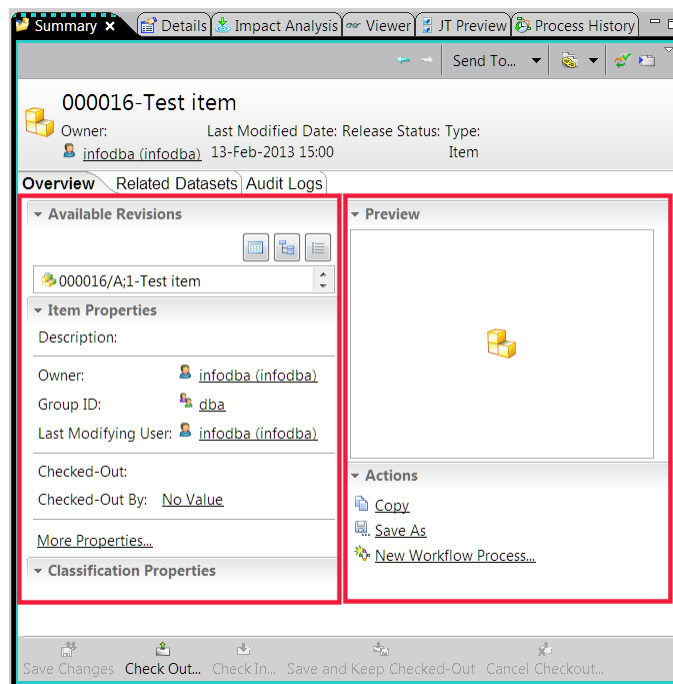 Summary Details Impact Analysis Viewer JT Preview Process History
Send To...
000016-Test item
Owner: Last Modified Date: Release Status: Type:
infodba (infodba) 13-Feb-2013 15:00 Item
Overview Related Datasets Audit Logs
Available Revisions
000016/A;1-Test item
Item Properties
Description:
Owner: infodba (infodba)
Group ID: dba
Last Modifying User: infodba (infodba)
Checked-Out:
Checked-Out By: No Value
More Properties...
Classification Properties
Preview
Actions
Copy
Save As
New Workflow Process...
Save Changes Check Out... Check In... Save and Keep Checked-Out Cancel Checkout...